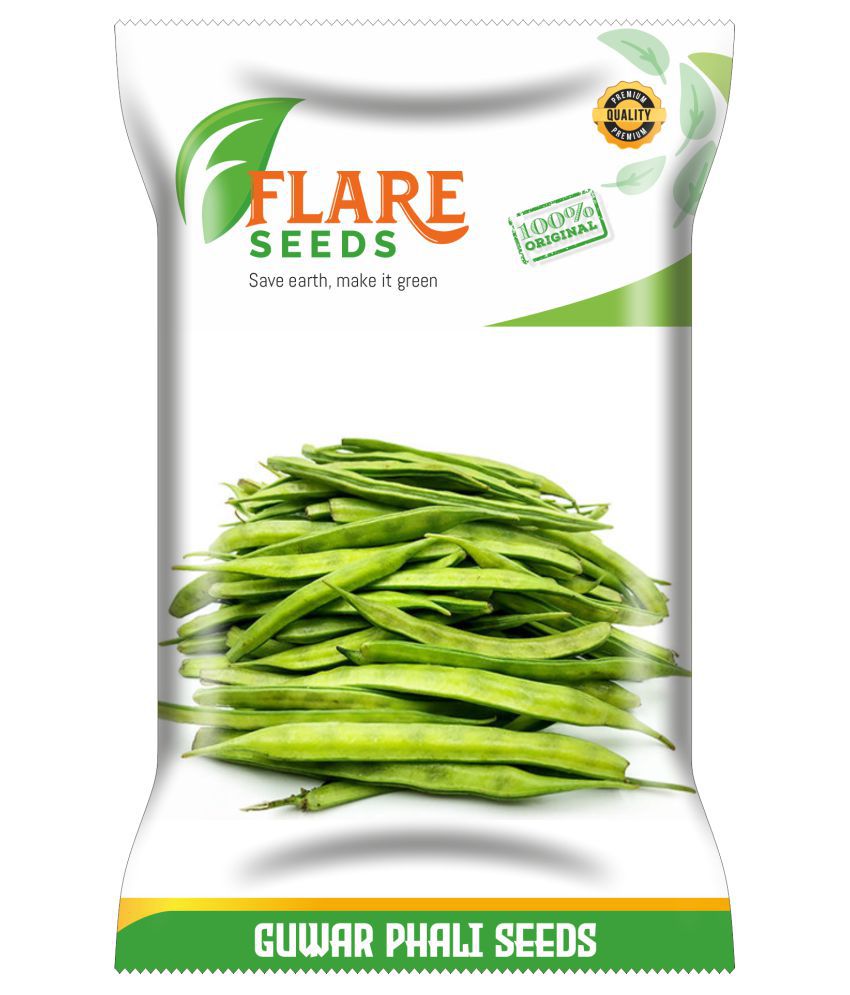 PREMIUM
QUALITY
PREMIUM
FLARE
SEEDS
Save earth, make it green
100%
ORIGINAL
GUWAR PHALI SEEDS